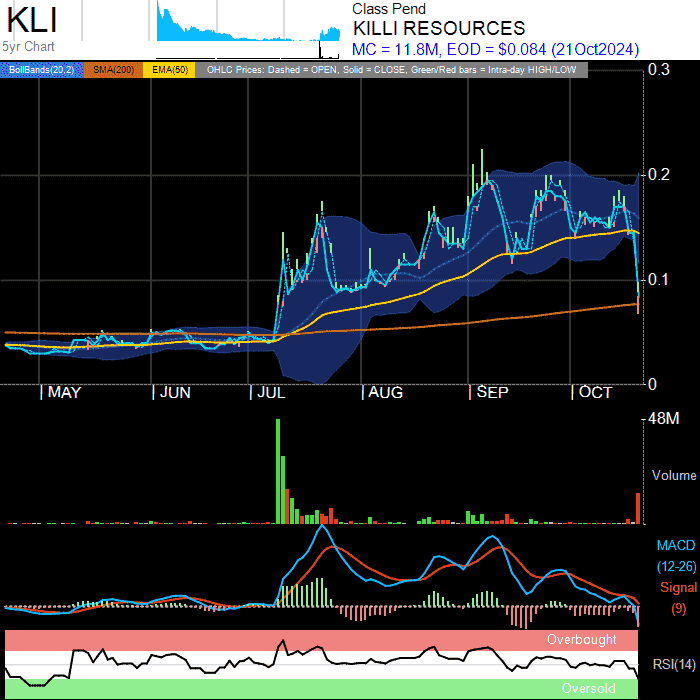 KLI
5yr Chart
Class Pend
KILLI RESOURCES
MC = 11.8M, EOD = $0.084 (21Oct2024)
BollBands(20,2) SMA(200) EMA(50) OHLC Prices: Dashed = OPEN, Solid = CLOSE, Green/Red bars = Intra-day HIGH/LOW
0.3
0.2
0.1
0
MAY JUN JUL AUG SEP OCT
48M
Volume
MACD
(12-26)
Signal
(9)
Overbought
RSI(14)
Oversold